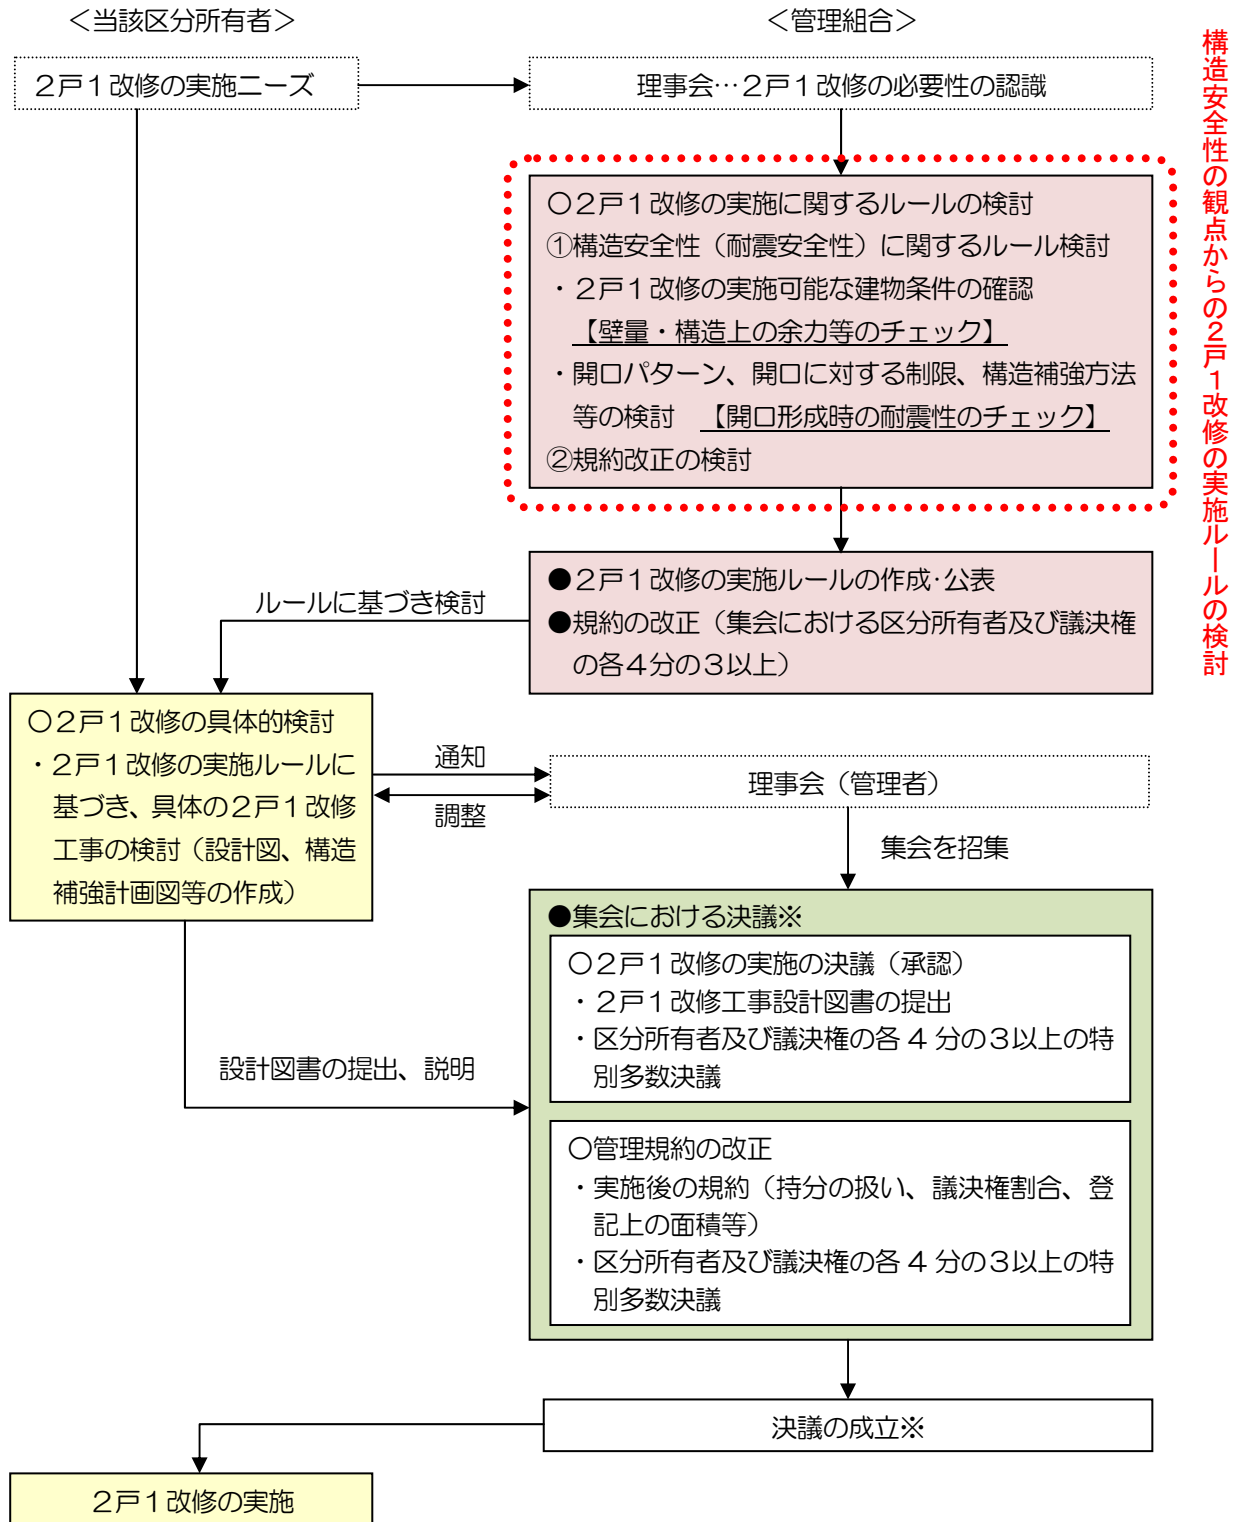 ＜当該区分所有者＞
＜管理組合＞
２戸１改修の実施ニーズ
理事会…２戸１改修の必要性の認識
構造安全性の観点からの２戸１改修の実施ルールの検討
〇２戸１改修の実施に関するルールの検討
①構造安全性（耐震安全性）に関するルール検討
・２戸１改修の実施可能な建物条件の確認
【壁量・構造上の余力等のチェック】
・開口パターン、開口に対する制限、構造補強方法
等の検討　【開口形成時の耐震性のチェック】
②規約改正の検討
●２戸１改修の実施ルールの作成･公表
●規約の改正（集会における区分所有者及び議決権
の各４分の３以上）
ルールに基づき検討
〇２戸１改修の具体的検討
・２戸１改修の実施ルールに
基づき、具体の２戸１改修
工事の検討（設計図、構造
補強計画図等の作成）
通知
調整
理事会（管理者）
集会を招集
●集会における決議※
〇２戸１改修の実施の決議（承認）
・２戸１改修工事設計図書の提出
・区分所有者及び議決権の各 4 分の３以上の特
別多数決議
設計図書の提出、説明
〇管理規約の改正
・実施後の規約（持分の扱い、議決権割合、登
記上の面積等）
・区分所有者及び議決権の各 4 分の３以上の特
別多数決議
決議の成立※
２戸１改修の実施